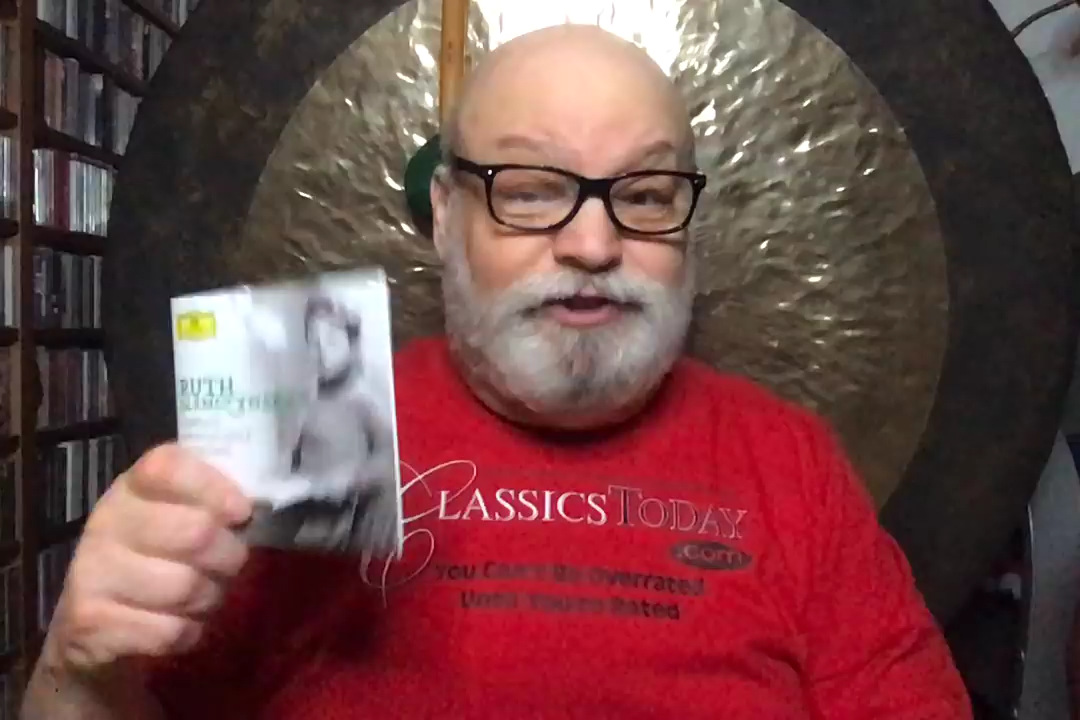 RUTH
CLASSICSTODAY
.com
You Can't Be Overrated
Until You're Rated